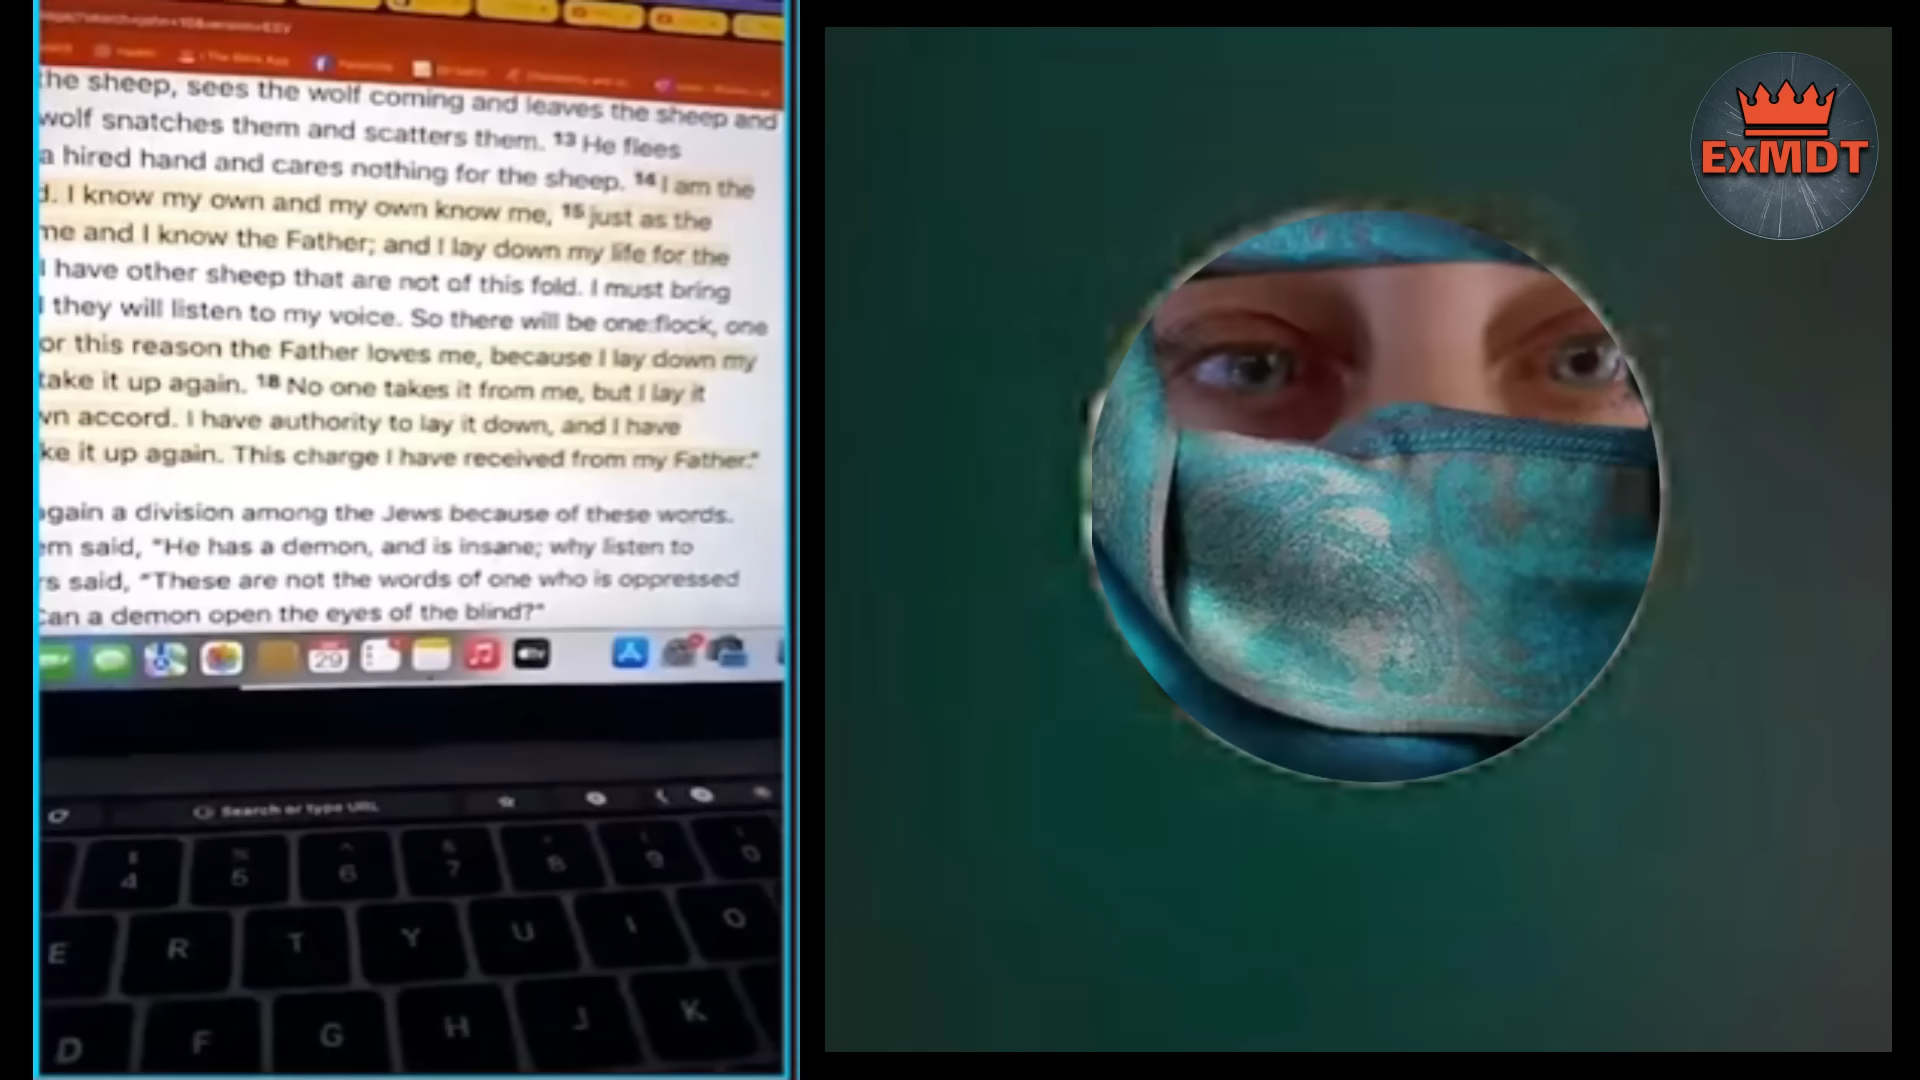 the sheep, sees the wolf coming and leaves the sheep and
wolf snatches them and scatters them. 13 He flees
a hired hand and cares nothing for the sheep. 14 I am the
d. I know my own and my own know me, 15 just as the
me and I know the Father; and I lay down my life for the
I have other sheep that are not of this fold. I must bring
they will listen to my voice. So there will be one flock, one
or this reason the Father loves me, because I lay down my
take it up again. 18 No one takes it from me, but I lay it
wn accord. I have authority to lay it down, and I have
ke it up again. This charge I have received from my Father."
again a division among the Jews because of these words.
em said, "He has a demon, and is insane; why listen to
rs said, "These are not the words of one who is oppressed
Can a demon open the eyes of the blind?"
29
tv
Search or type URL
4 5 6 7 8 9 0
E R T Y U I O
D F G H J K
ExMDT